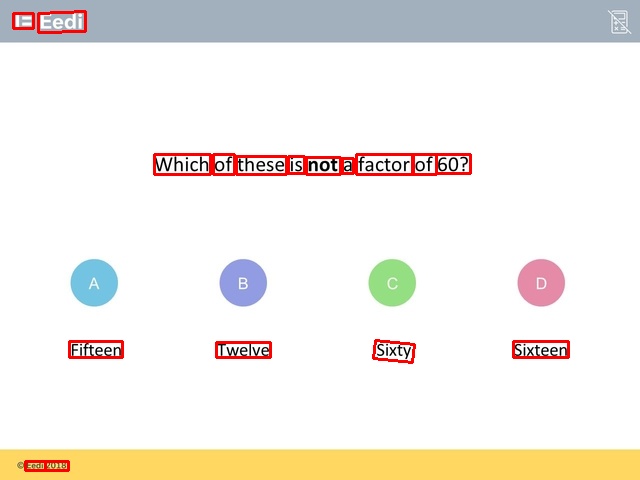 Eedi
Which of these is not a factor of 60?
A B C D
Fifteen Twelve Sixty Sixteen
© Eedi 2018